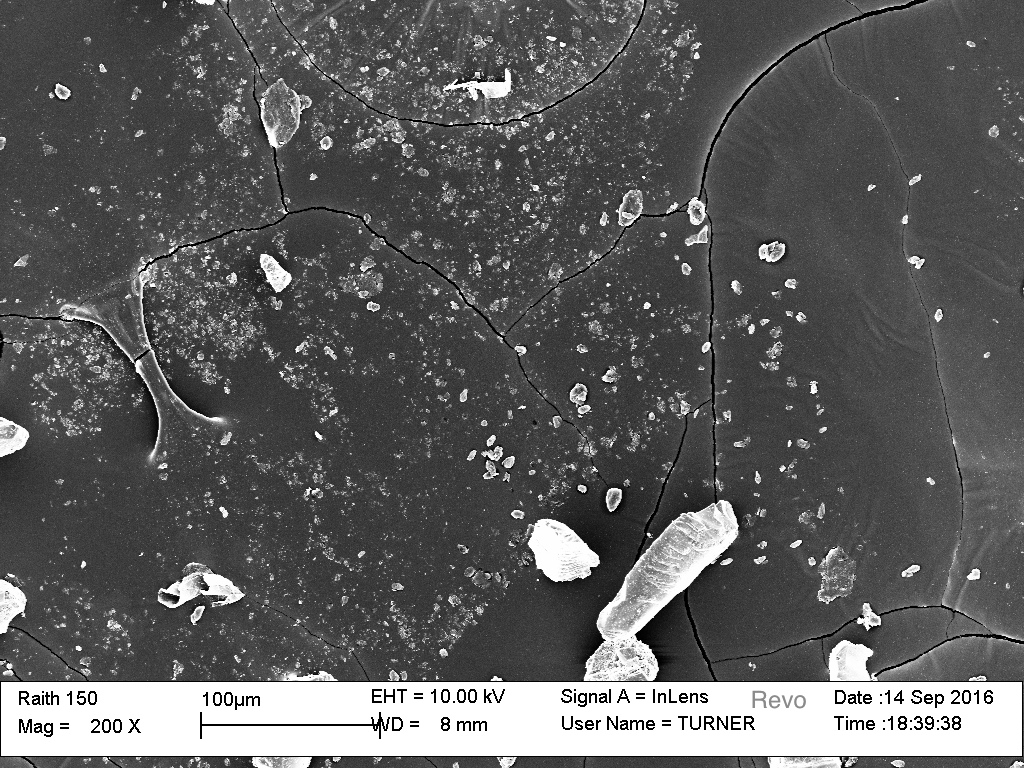 Raith 150 100µm EHT = 10.00 kV Signal A = InLens Revo Date :14 Sep 2016
Mag = 200 X WD = 8 mm User Name = TURNER Time :18:39:38